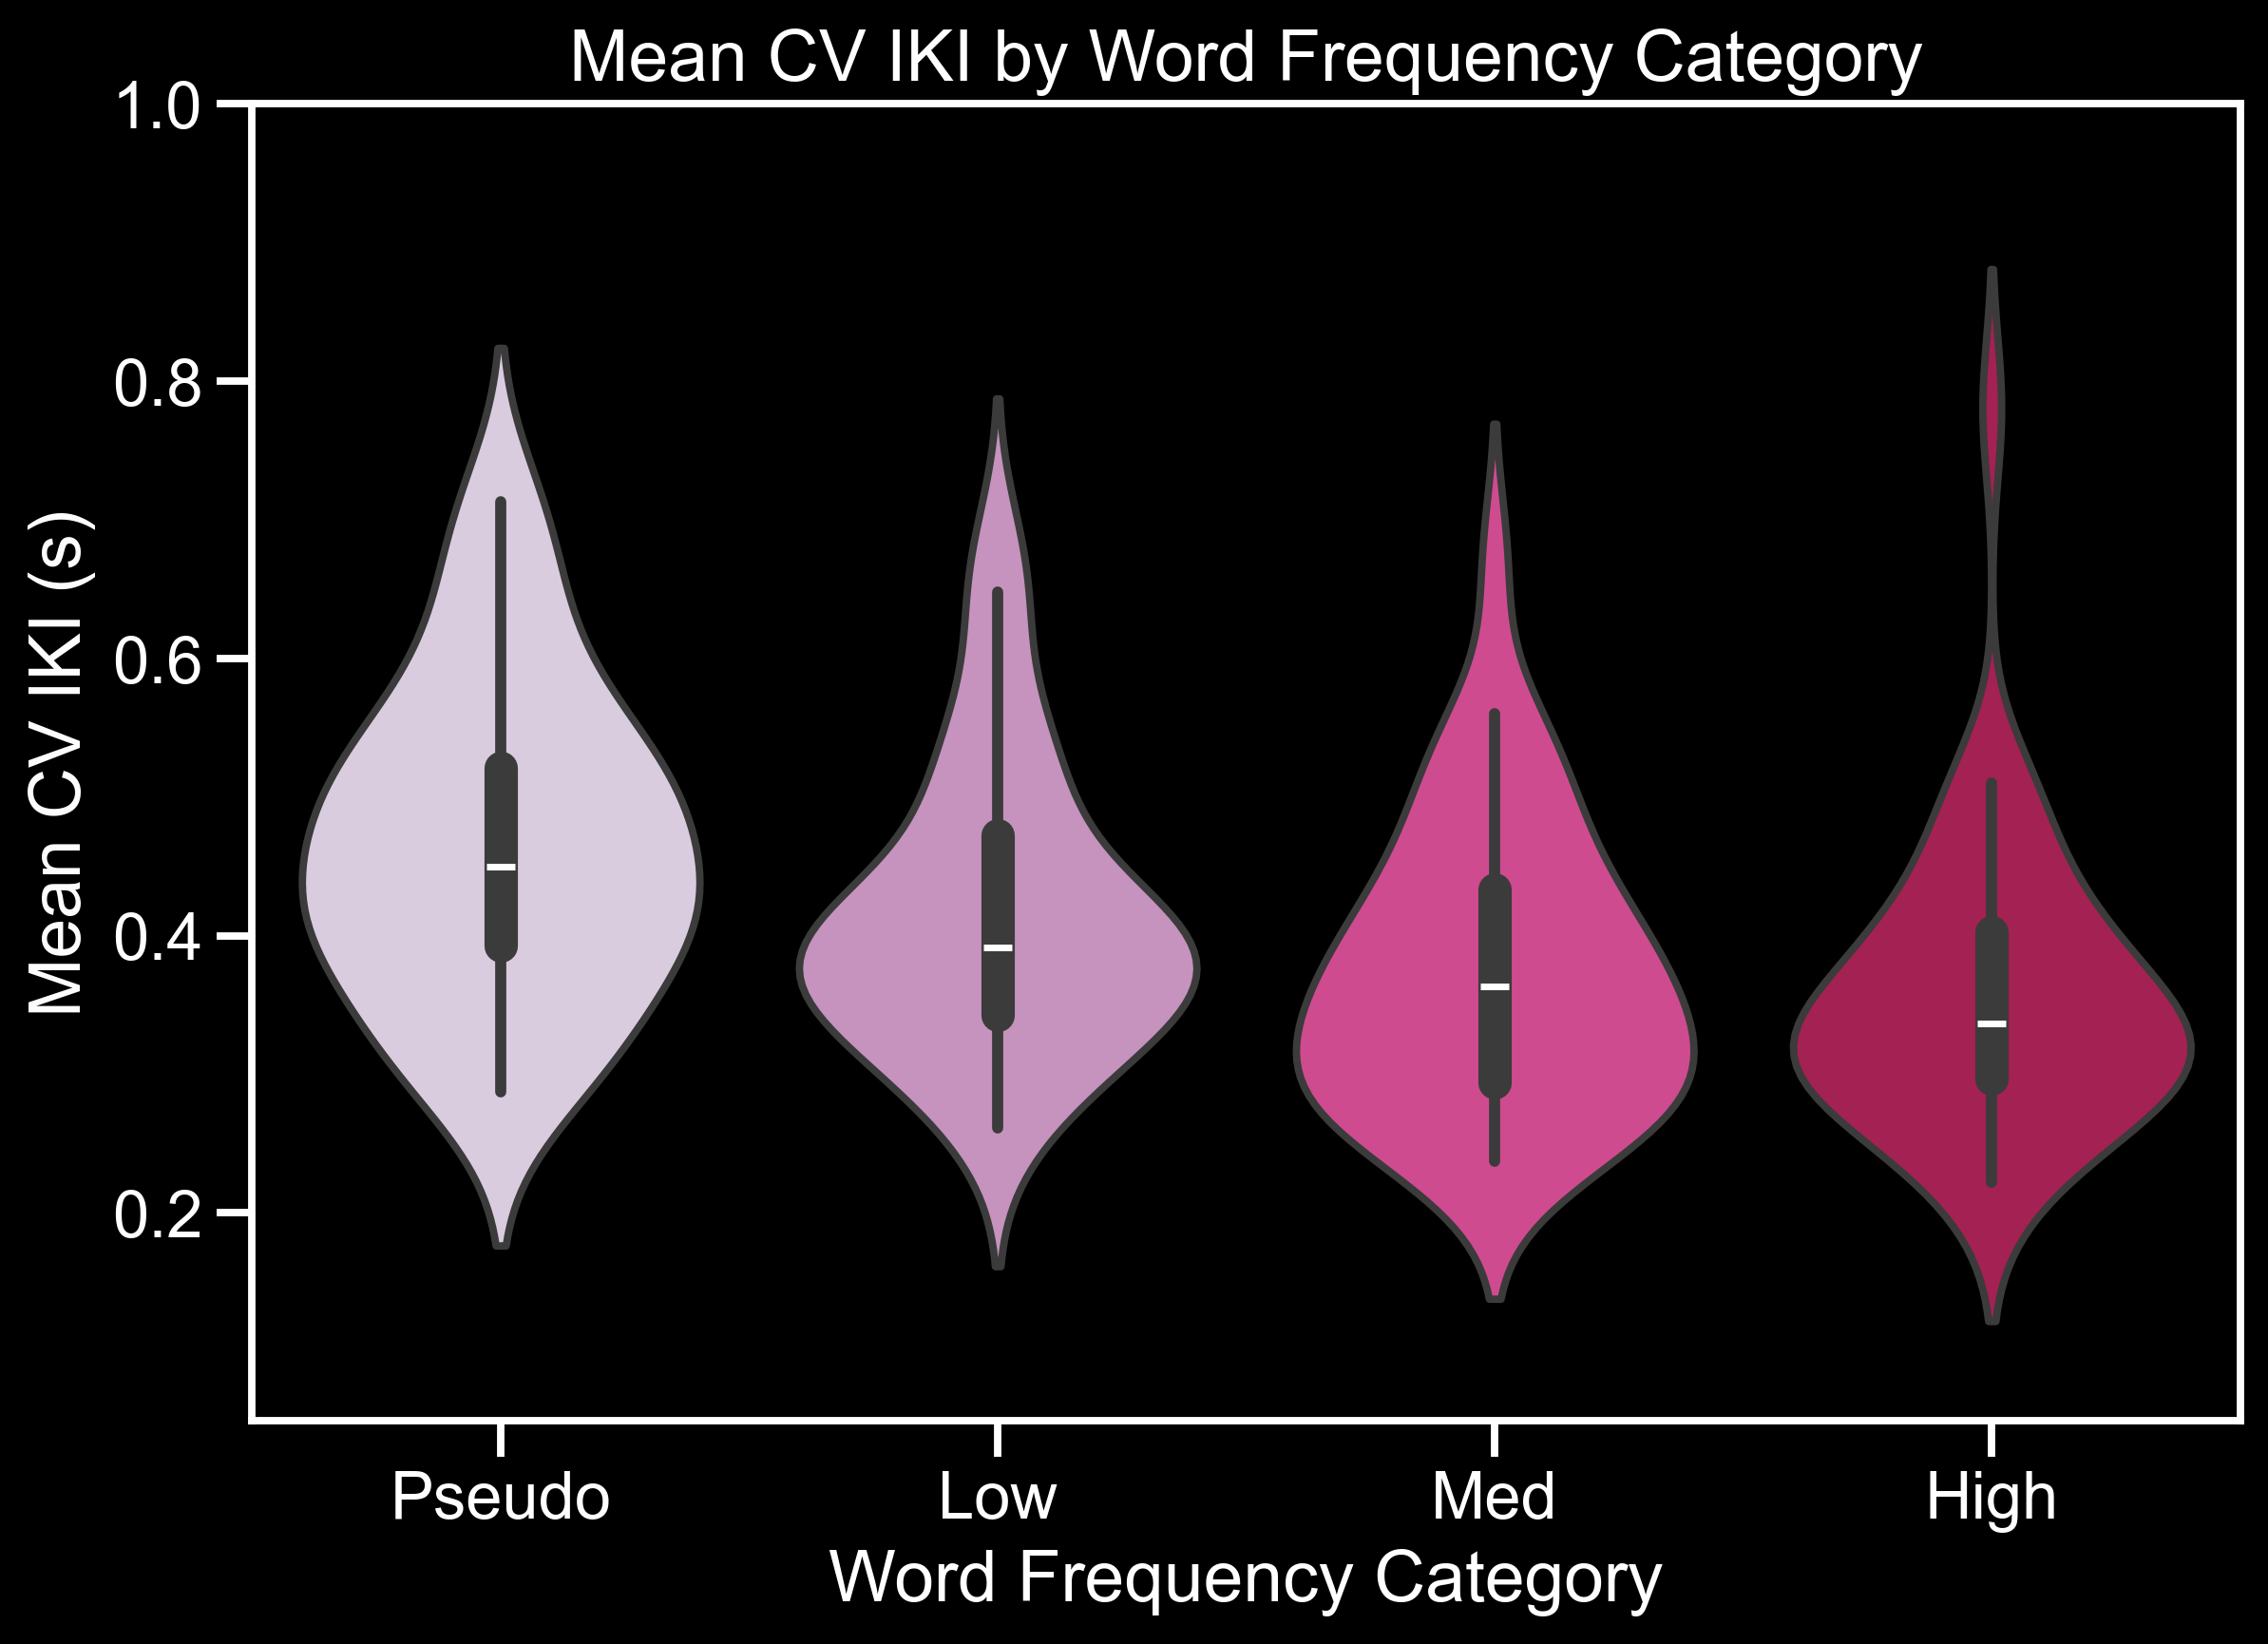 Mean CV IKI by Word Frequency Category
1.0
0.8
0.6
0.4
0.2
Mean CV IKI (s)
Pseudo Low Med High
Word Frequency Category